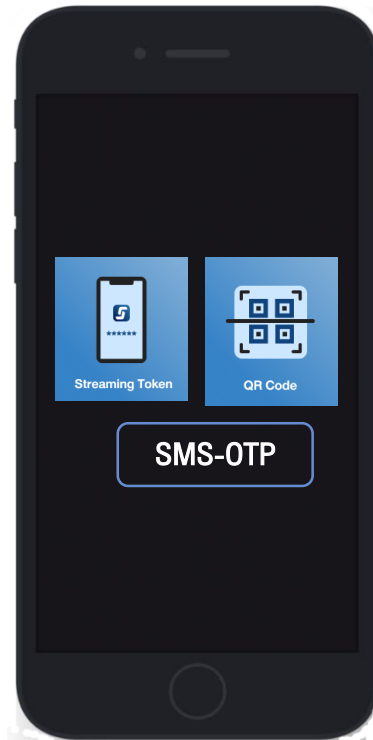 ******
Streaming Token
QR Code
SMS-OTP